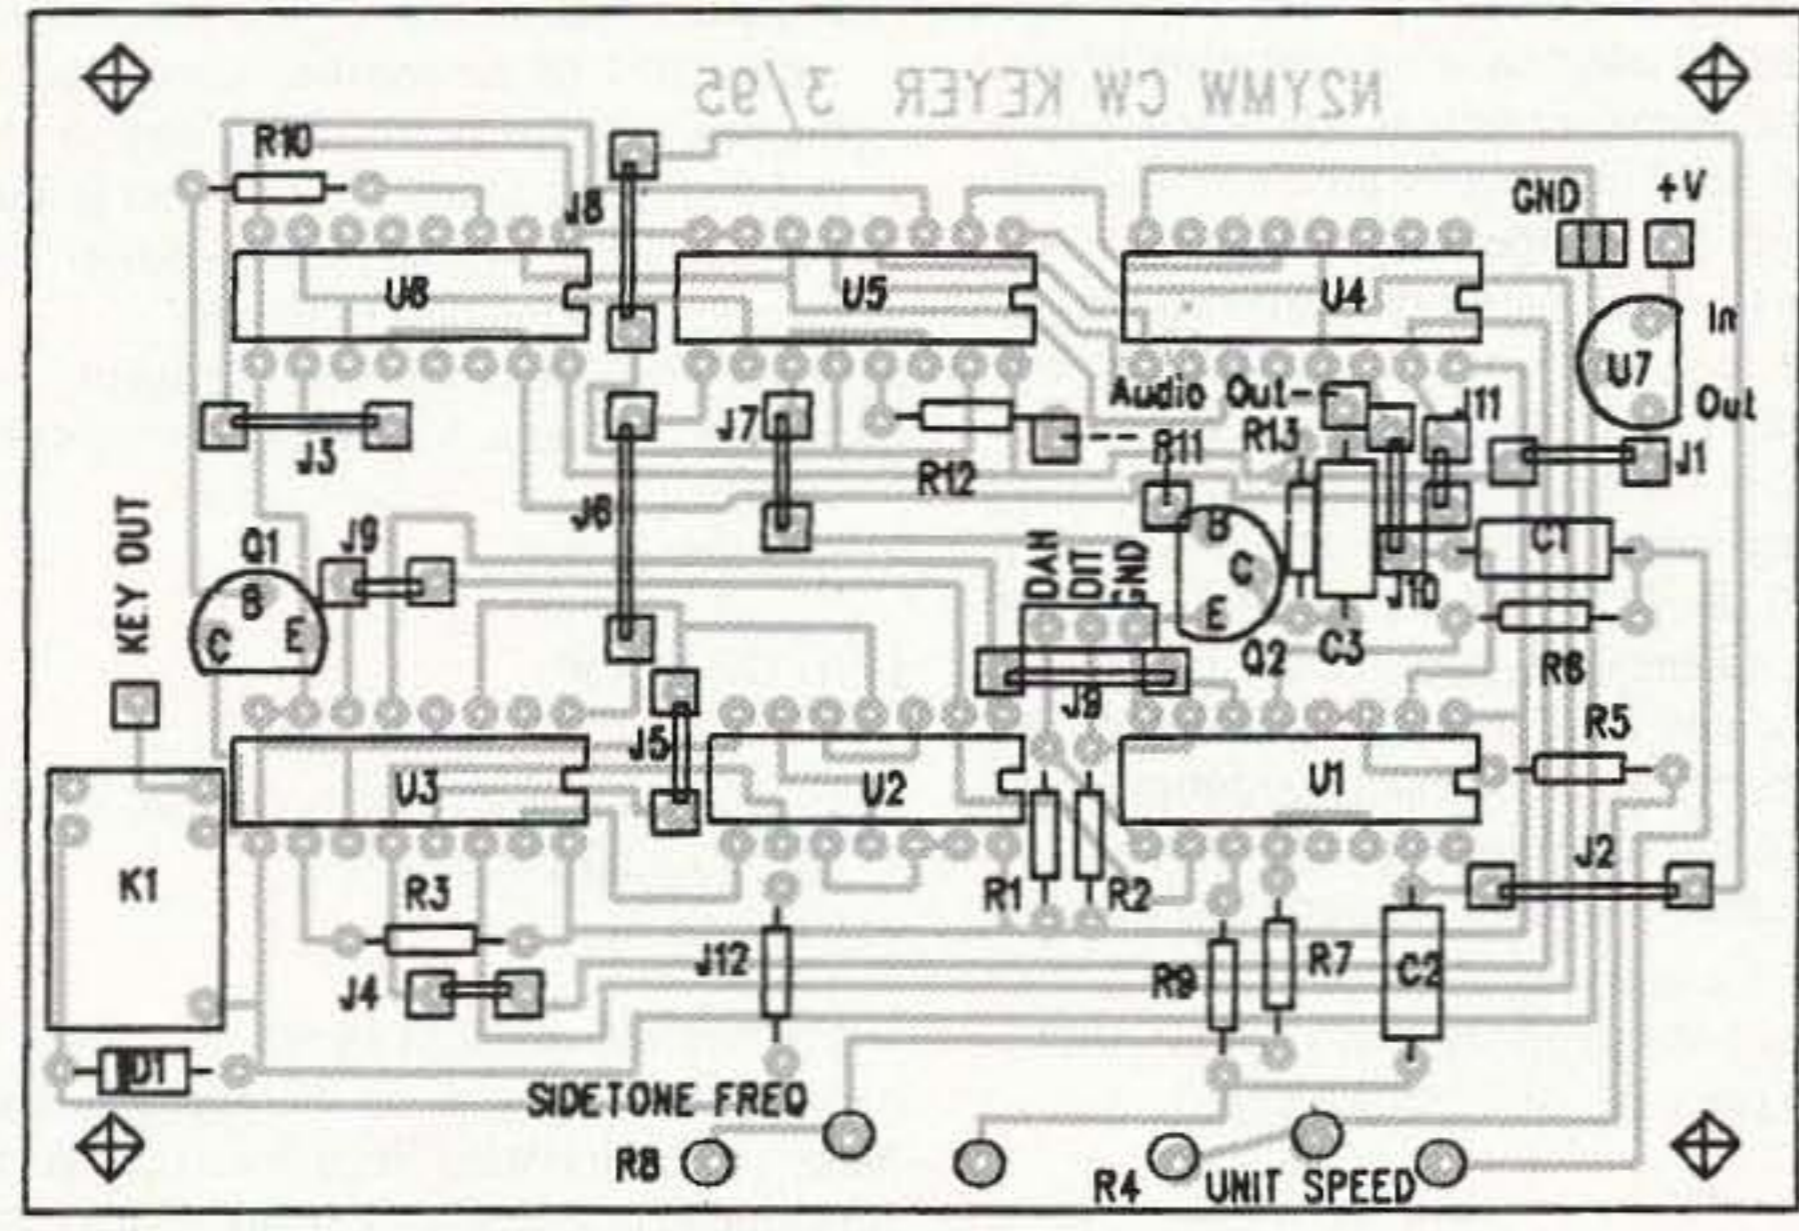 N2YMW CW KEYER 3/95
R10
GND
+V
J8
U6
U5
U4
In
U7
Out
Audio Out
J11
J3
J7
R11
R13
J1
R12
KEY OUT
J6
Q1
J9
B
C
E
DAH
DIT
GND
B
C
E
C1
J10
Q2
C3
R6
J9
R5
J5
U3
U2
U1
J2
K1
R3
R1
R2
J12
R9
R7
C2
J4
D1
SIDETONE FREQ
R8
R4
UNIT SPEED